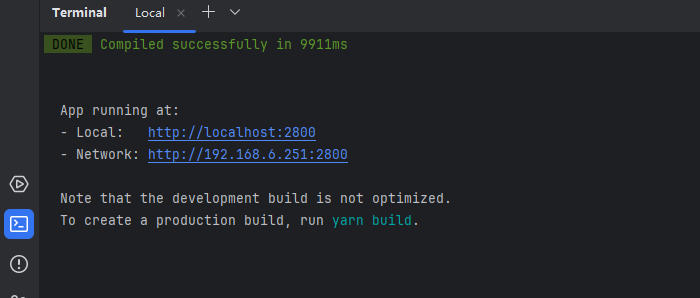 Terminal Local
DONE Compiled successfully in 9911ms
App running at:
- Local: http://localhost:2800
- Network: http://192.168.6.251:2800
Note that the development build is not optimized.
To create a production build, run yarn build.